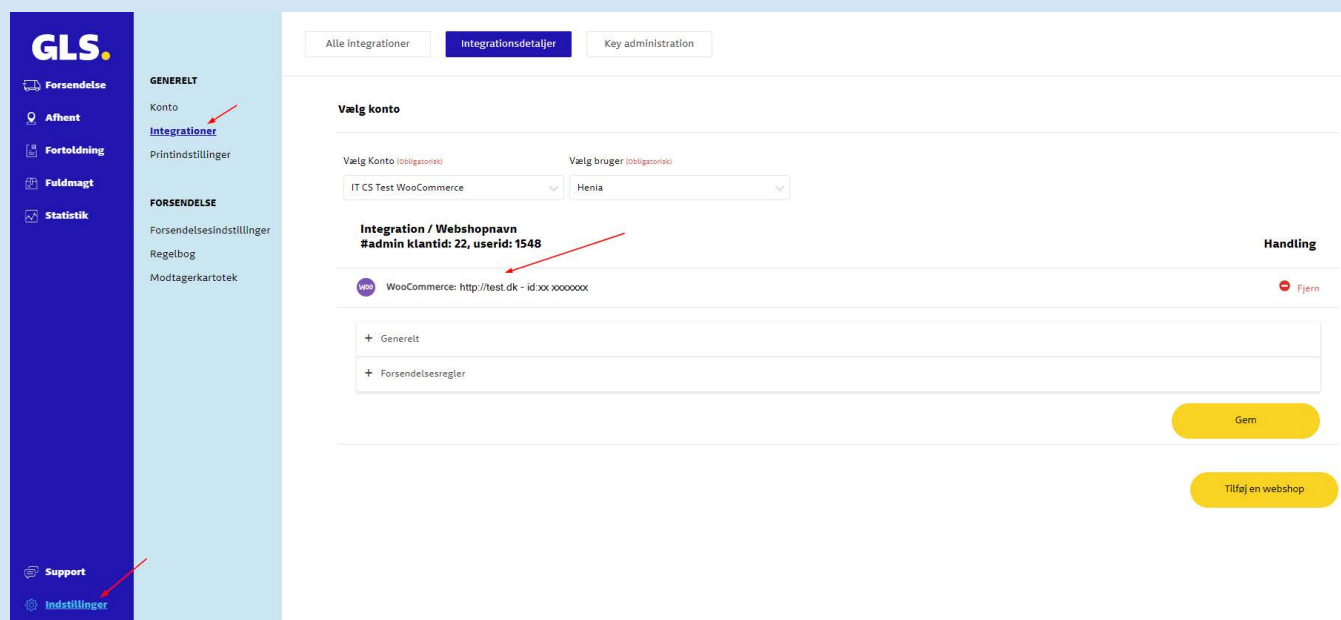 GLS.
Forsendelse
Afhent
Fortoldning
Fuldmagt
Statistik
Support
Indstillinger
GENERELT
Konto
Integrationer
Printindstillinger
FORSENDELSE
Forsendelsesindstillinger
Regelbog
Modtagerkartotek
Alle integrationer
Integrationsdetaljer
Key administration
Vælg konto
Vælg Konto (Obligatorisk)
Vælg bruger (Obligatorisk)
IT CS Test WooCommerce
Henia
Integration / Webshopnavn
#admin klantid: 22, userid: 1548
Handling
Woo
WooCommerce: http://test.dk - id:xx xxxxxxx
Fjern
+ Generelt
+ Forsendelsesregler
Gem
Tilføj en webshop